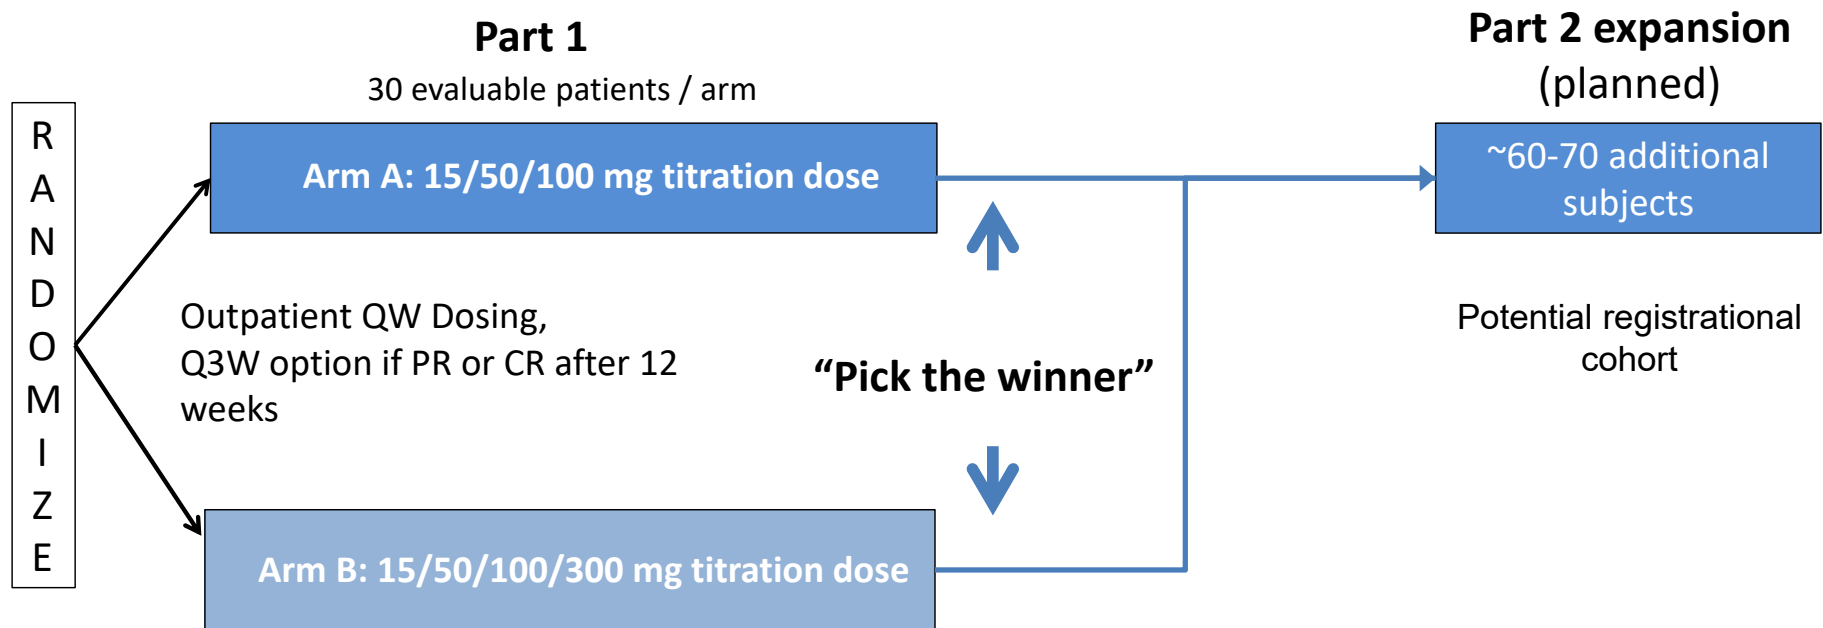 Part 1
30 evaluable patients / arm
Part 2 expansion
(planned)
R
A
N
D
O
M
I
Z
E
Arm A: 15/50/100 mg titration dose
~60-70 additional
subjects
Outpatient QW Dosing,
Q3W option if PR or CR after 12
weeks
“Pick the winner”
Potential registrational
cohort
Arm B: 15/50/100/300 mg titration dose